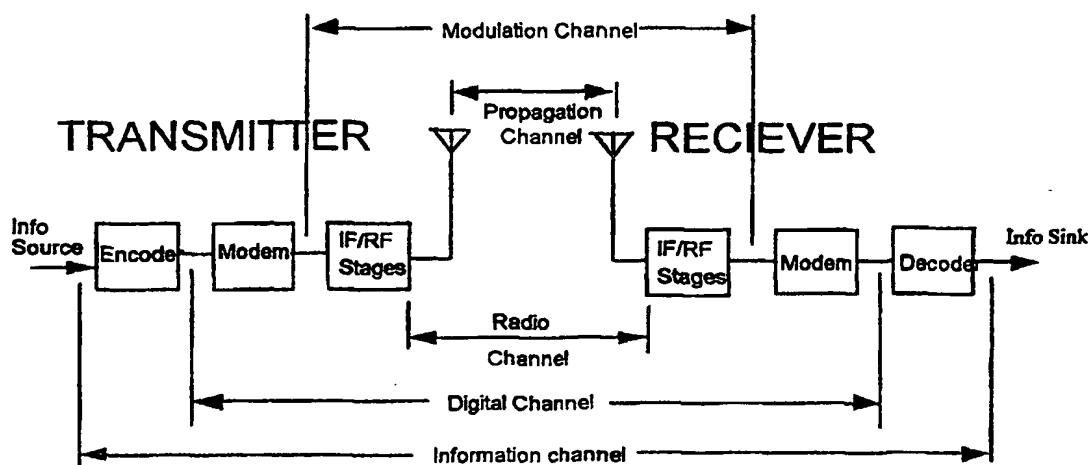 Modulation Channel
Propagation
Channel
TRANSMITTER
RECIEVER
Info
Source
Encode
Modem
IF/RF
Stages
IF/RF
Stages
Modem
Decoder
Info Sink
Radio
Channel
Digital Channel
Information channel